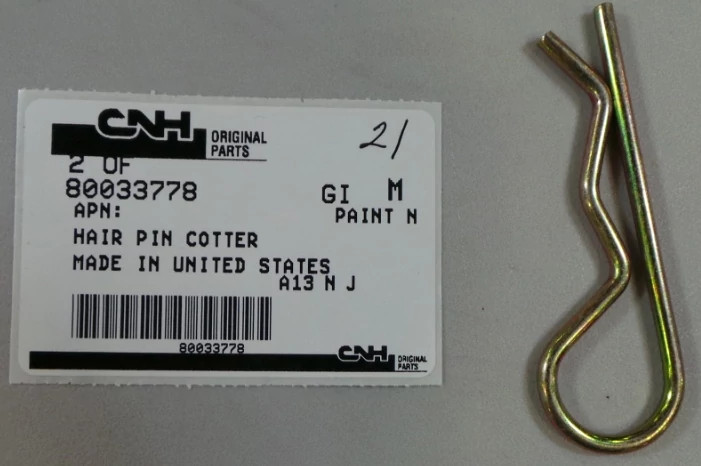 CNH ORIGINAL PARTS
21
2 OF
80033778 GI M
APN: PAINT N
HAIR PIN COTTER
MADE IN UNITED STATES
A13 N J
80033778
CNH ORIGINAL PARTS